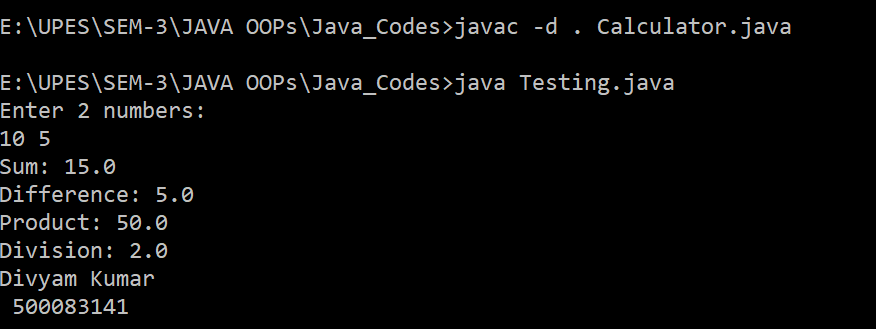 E:\UPES\SEM-3\JAVA OOPs\Java_Codes>javac -d . Calculator.java
E:\UPES\SEM-3\JAVA OOPs\Java_Codes>java Testing.java
Enter 2 numbers:
10 5
Sum: 15.0
Difference: 5.0
Product: 50.0
Division: 2.0
Divyam Kumar
 500083141